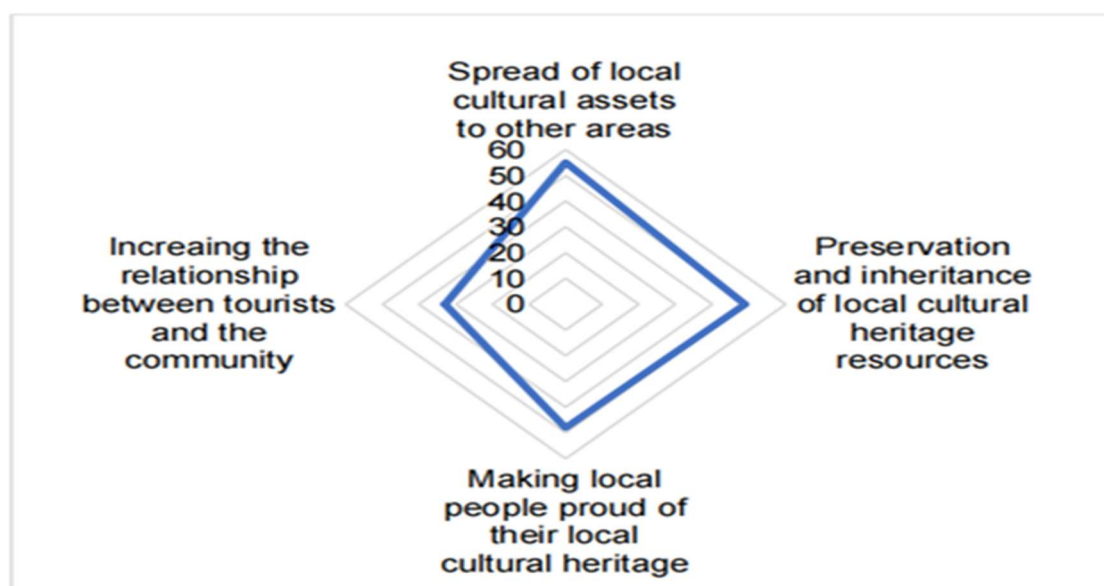 Spread of local
cultural assets
to other areas
60
50
40
30
20
10
0
Increaing the
relationship
between tourists
and the
community
Preservation
and inheritance
of local cultural
heritage
resources
Making local
people proud of
their local
cultural heritage